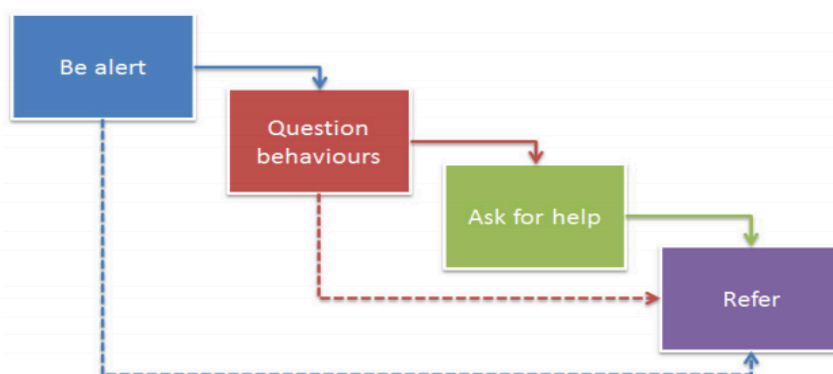 Be alert
Question
behaviours
Ask for help
Refer